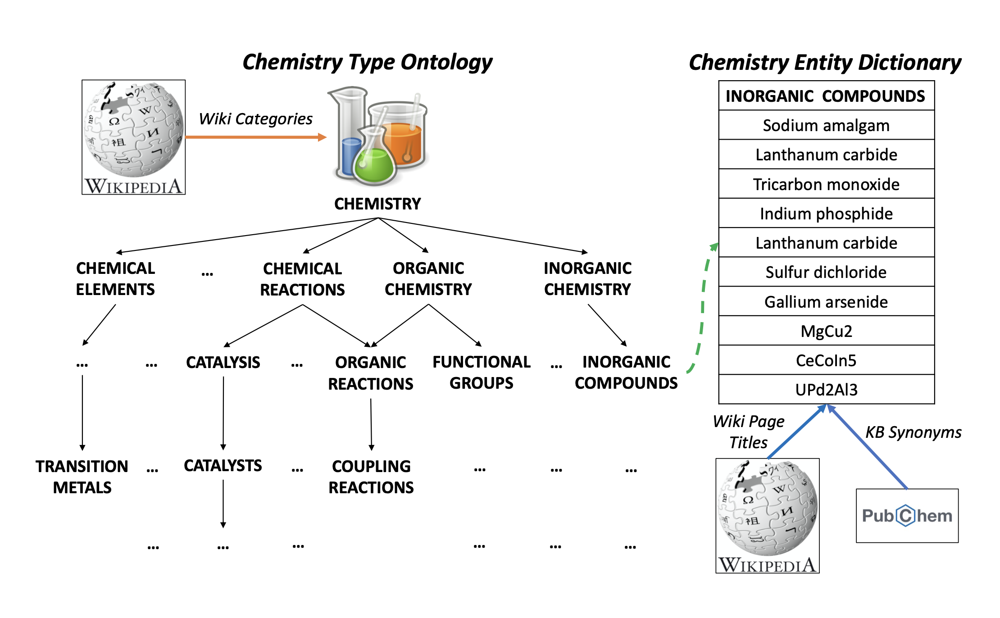 Chemistry Type Ontology
Chemistry Entity Dictionary
Wiki Categories
WIKIPEDIA
CHEMISTRY
CHEMICAL
ELEMENTS
...
CHEMICAL
REACTIONS
ORGANIC
CHEMISTRY
INORGANIC
CHEMISTRY
...
...
CATALYSIS
...
ORGANIC
REACTIONS
FUNCTIONAL
GROUPS
...
INORGANIC
COMPOUNDS
TRANSITION
METALS
...
CATALYSTS
...
COUPLING
REACTIONS
...
...
...
...
...
...
...
...
...
INORGANIC COMPOUNDS
Sodium amalgam
Lanthanum carbide
Tricarbon monoxide
Indium phosphide
Lanthanum carbide
Sulfur dichloride
Gallium arsenide
MgCu2
CeCoIn5
UPd2Al3
Wiki Page
Titles
KB Synonyms
WIKIPEDIA
PubChem